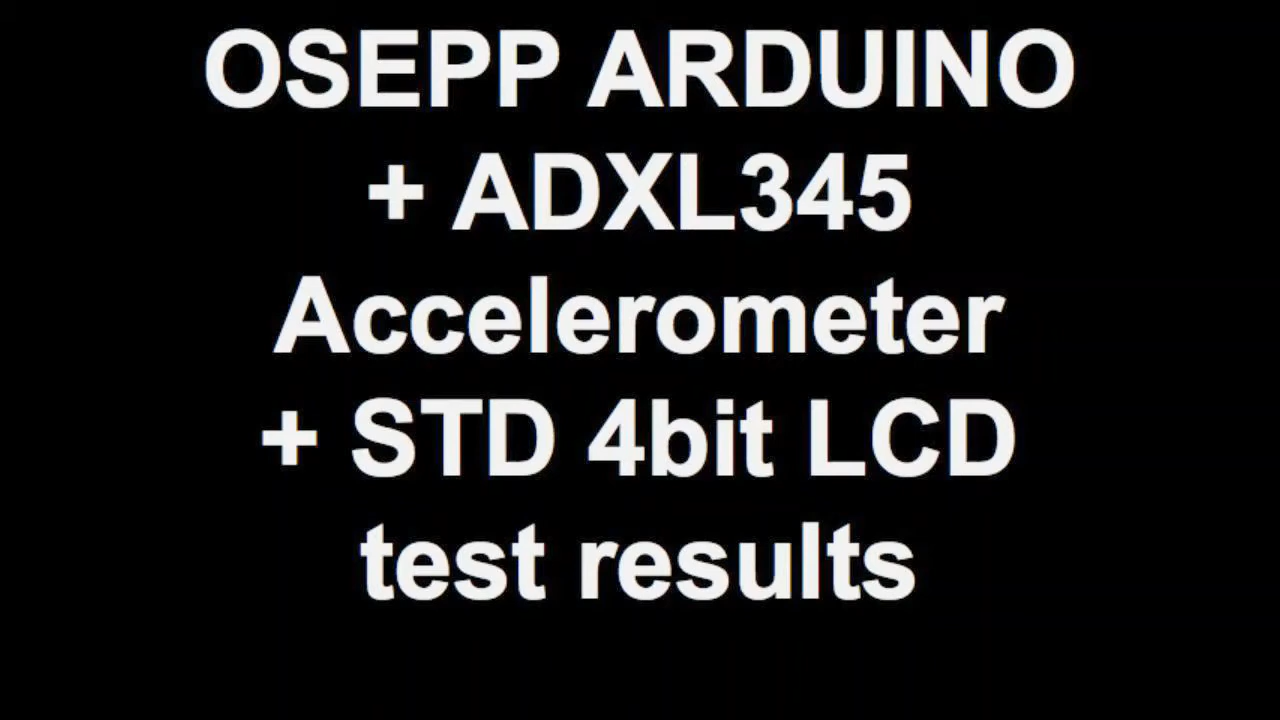 OSEPP ARDUINO
+ ADXL345
Accelerometer
+ STD 4bit LCD
test results